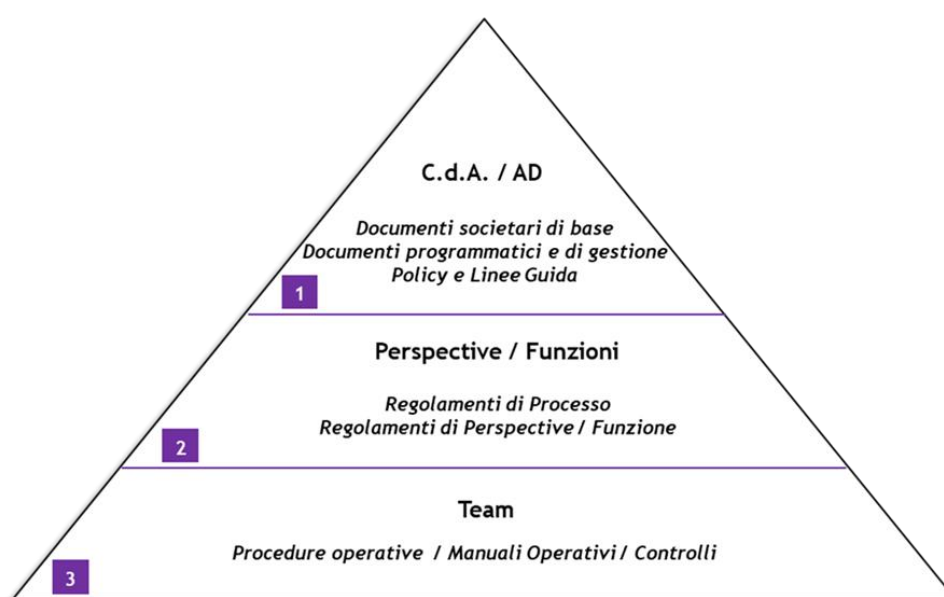 C.d.A. / AD
Documenti societari di base
Documenti programmatici e di gestione
Policy e Linee Guida
1
Perspective / Funzioni
Regolamenti di Processo
Regolamenti di Perspective / Funzione
2
Team
Procedure operative / Manuali Operativi / Controlli
3